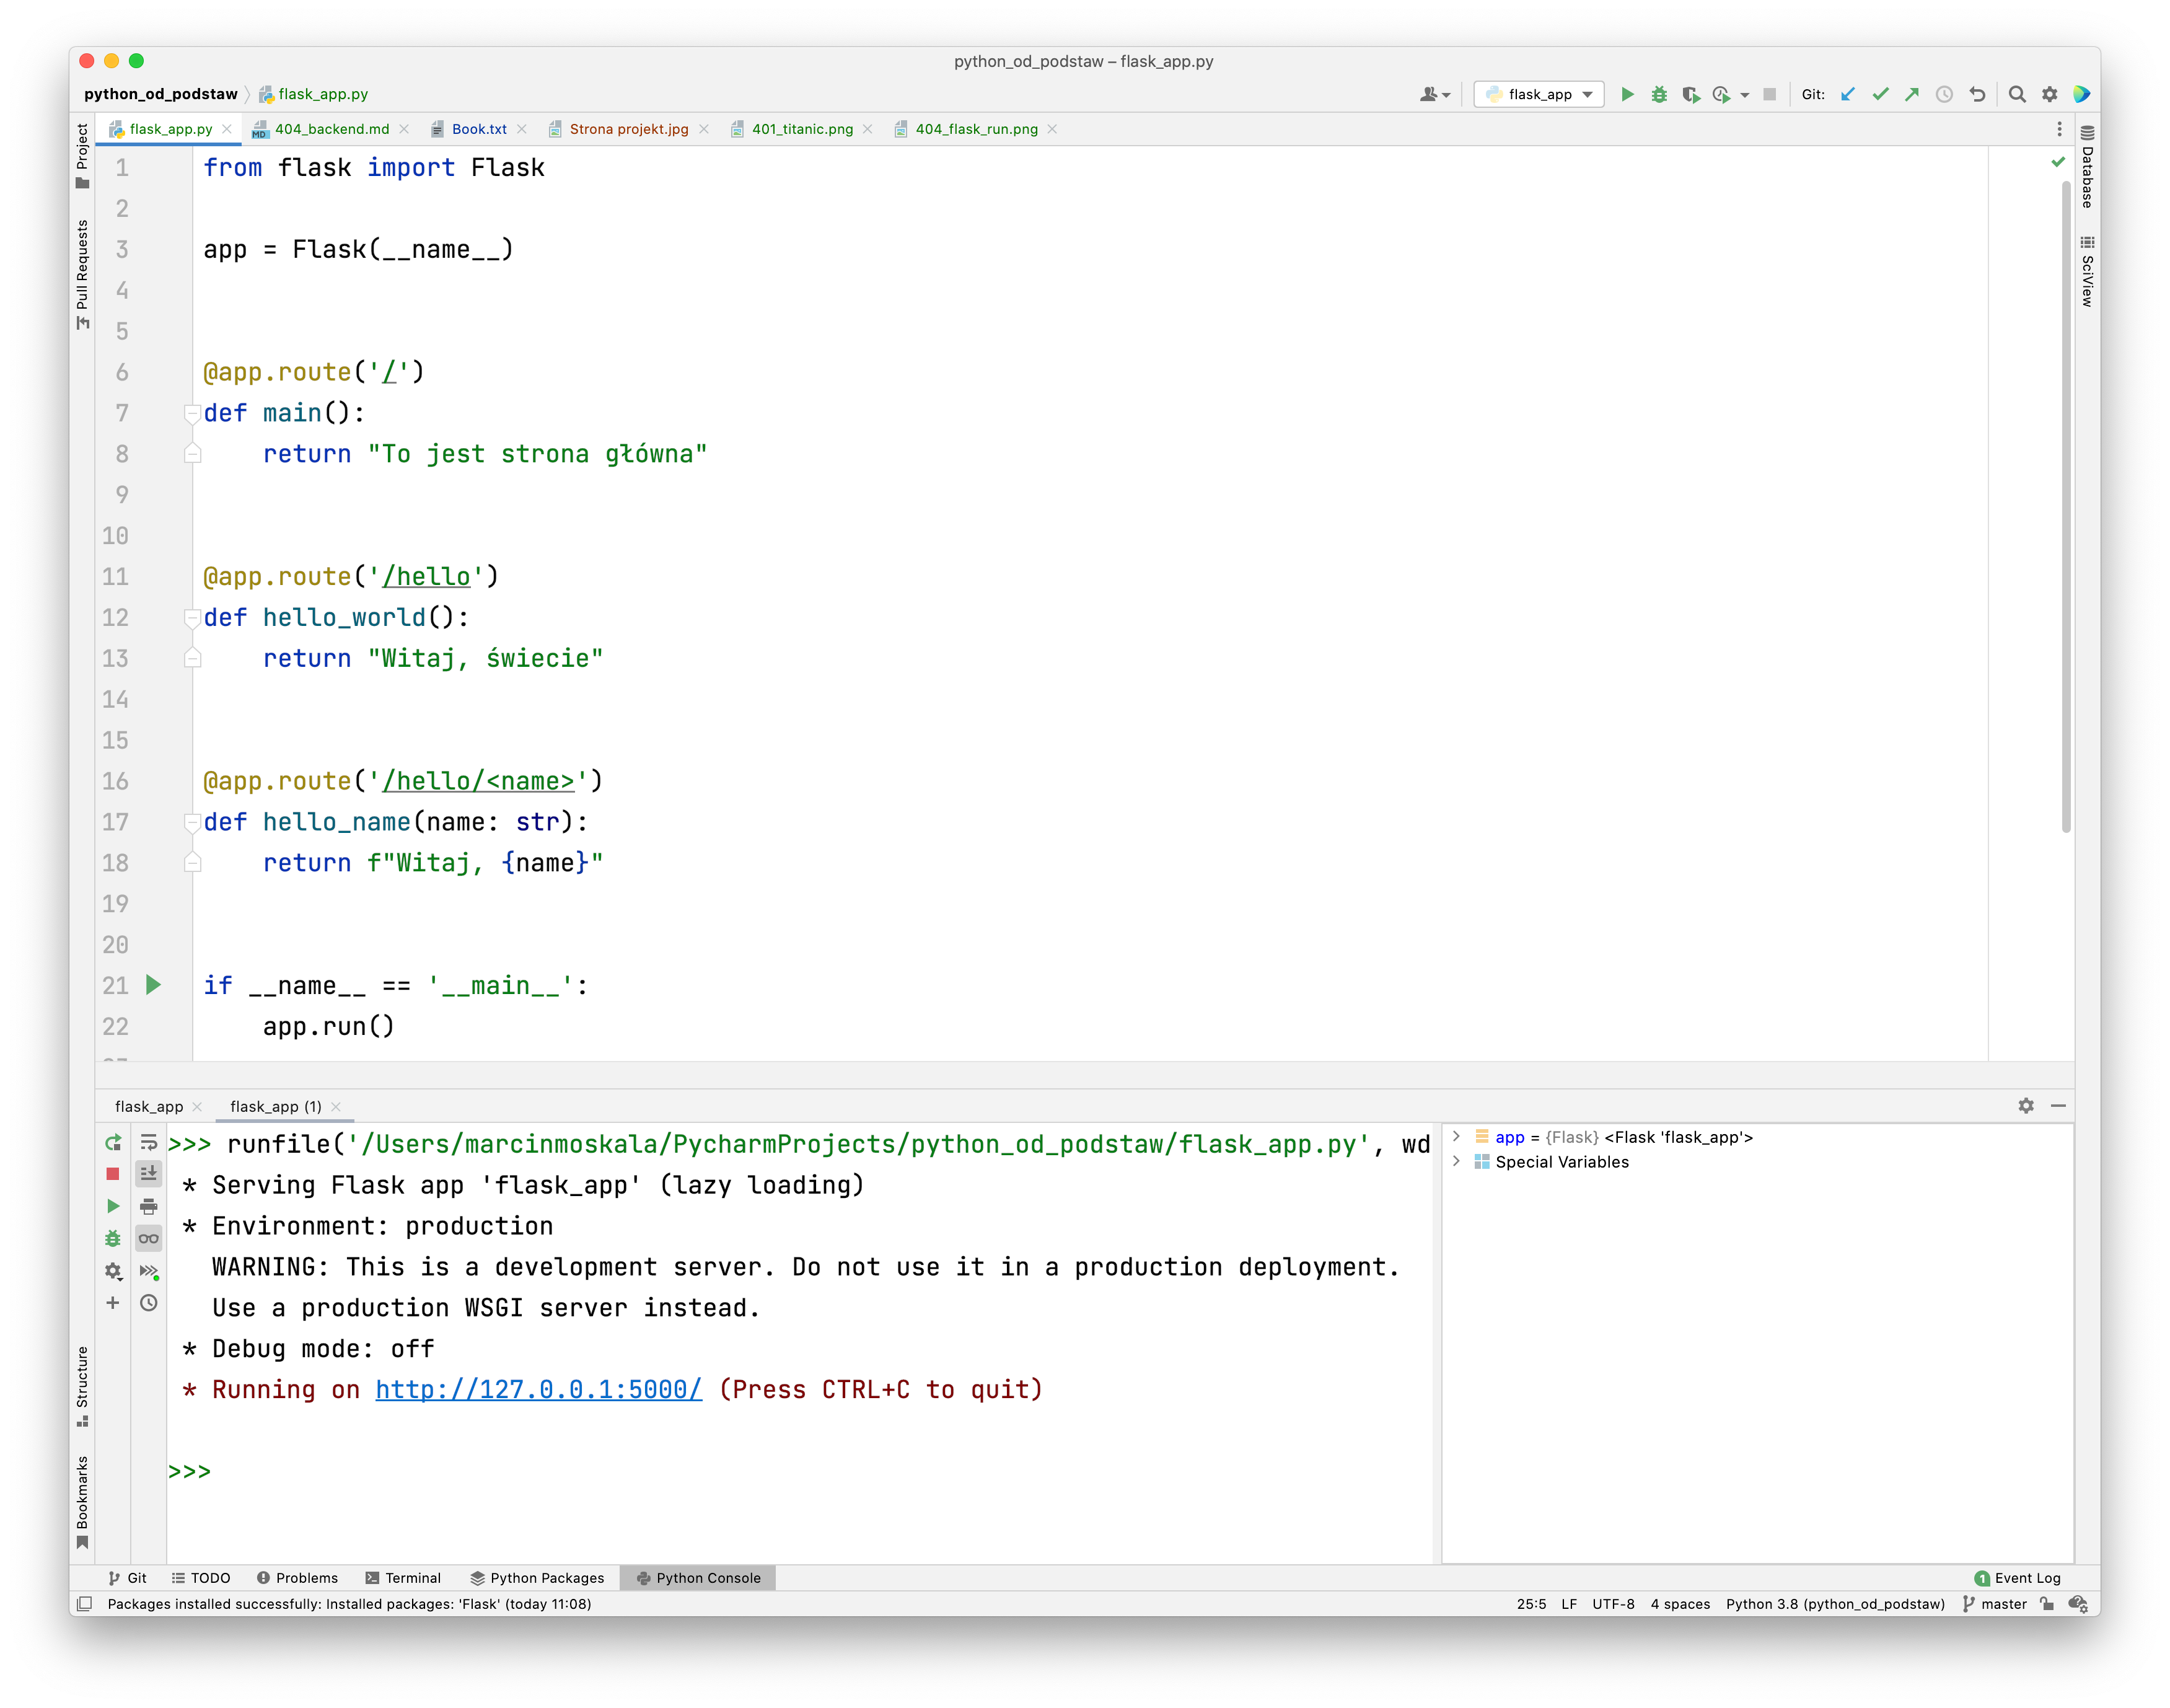 python_od_podstaw – flask_app.py
python_od_podstaw flask_app.py
flask_app Git:
flask_app.py 404_backend.md Book.txt Strona projekt.jpg 401_titanic.png 404_flask_run.png
Project
Pull Requests
Structure
Bookmarks
Database
SciView
1 from flask import Flask
2
3 app = Flask(__name__)
4
5
6 @app.route('/')
7 def main():
8 return "To jest strona główna"
9
10
11 @app.route('/hello')
12 def hello_world():
13 return "Witaj, świecie"
14
15
16 @app.route('/hello/<name>')
17 def hello_name(name: str):
18 return f"Witaj, {name}"
19
20
21 if __name__ == '__main__':
22 app.run()
flask_app flask_app (1)
>>> runfile('/Users/marcinmoskala/PycharmProjects/python_od_podstaw/flask_app.py', wd
* Serving Flask app 'flask_app' (lazy loading)
* Environment: production
WARNING: This is a development server. Do not use it in a production deployment.
Use a production WSGI server instead.
* Debug mode: off
* Running on http://127.0.0.1:5000/ (Press CTRL+C to quit)
>>>
app = {Flask} <Flask 'flask_app'>
Special Variables
Git TODO Problems Terminal Python Packages Python Console 1 Event Log
Packages installed successfully: Installed packages: 'Flask' (today 11:08) 25:5 LF UTF-8 4 spaces Python 3.8 (python_od_podstaw) master